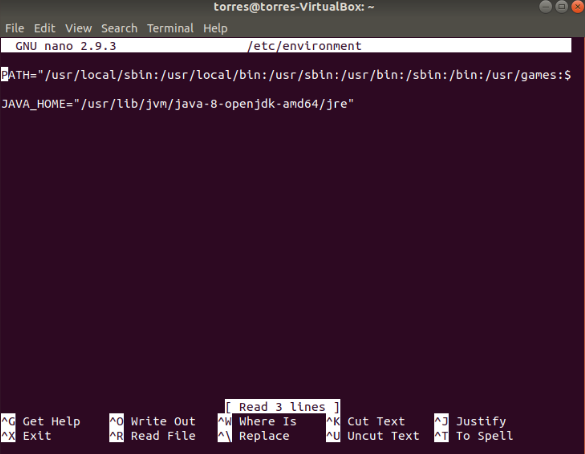 torres@torres-VirtualBox: ~
File Edit View Search Terminal Help
GNU nano 2.9.3 /etc/environment
PATH="/usr/local/sbin:/usr/local/bin:/usr/sbin:/usr/bin:/sbin:/bin:/usr/games:$
JAVA_HOME="/usr/lib/jvm/java-8-openjdk-amd64/jre"
[ Read 3 lines ]
^G Get Help ^O Write Out ^W Where Is ^K Cut Text ^J Justify
^X Exit ^R Read File ^\ Replace ^U Uncut Text ^T To Spell